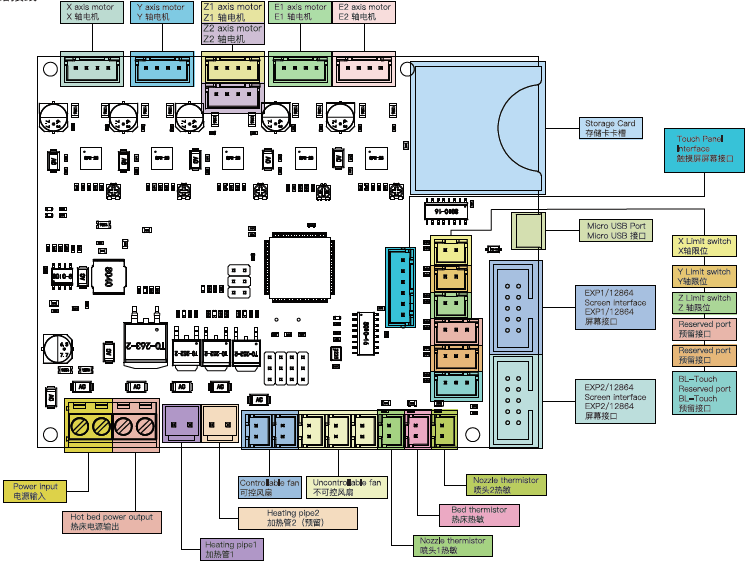 X axis motor
X 轴电机
Y axis motor
Y 轴电机
Z1 axis motor
Z1 轴电机
Z2 axis motor
Z2 轴电机
E1 axis motor
E1 轴电机
E2 axis motor
E2 轴电机
Storage Card
存储卡卡槽
Touch Panel
Interface
触摸屏屏幕接口
Micro USB Port
Micro USB 接口
X Limit switch
X轴限位
Y Limit switch
Y轴限位
Z Limit switch
Z 轴限位
Reserved port
预留接口
Reserved port
预留接口
BL-Touch
Reserved port
BL-Touch
预留接口
EXP1/12864
Screen interface
EXP1/12864
屏幕接口
EXP2/12864
Screen interface
EXP2/12864
屏幕接口
8040
TO-263-2
AC
AC
AC
AC
Power input
电源输入
Hot bed power output
热床电源输出
Heating pipe1
加热管1
Heating pipe2
加热管2（预留）
Controllable fan
可控风扇
Uncontrollable fan
不可控风扇
Nozzle thermistor
喷头2热敏
Bed thermistor
热床热敏
Nozzle thermistor
喷头1热敏